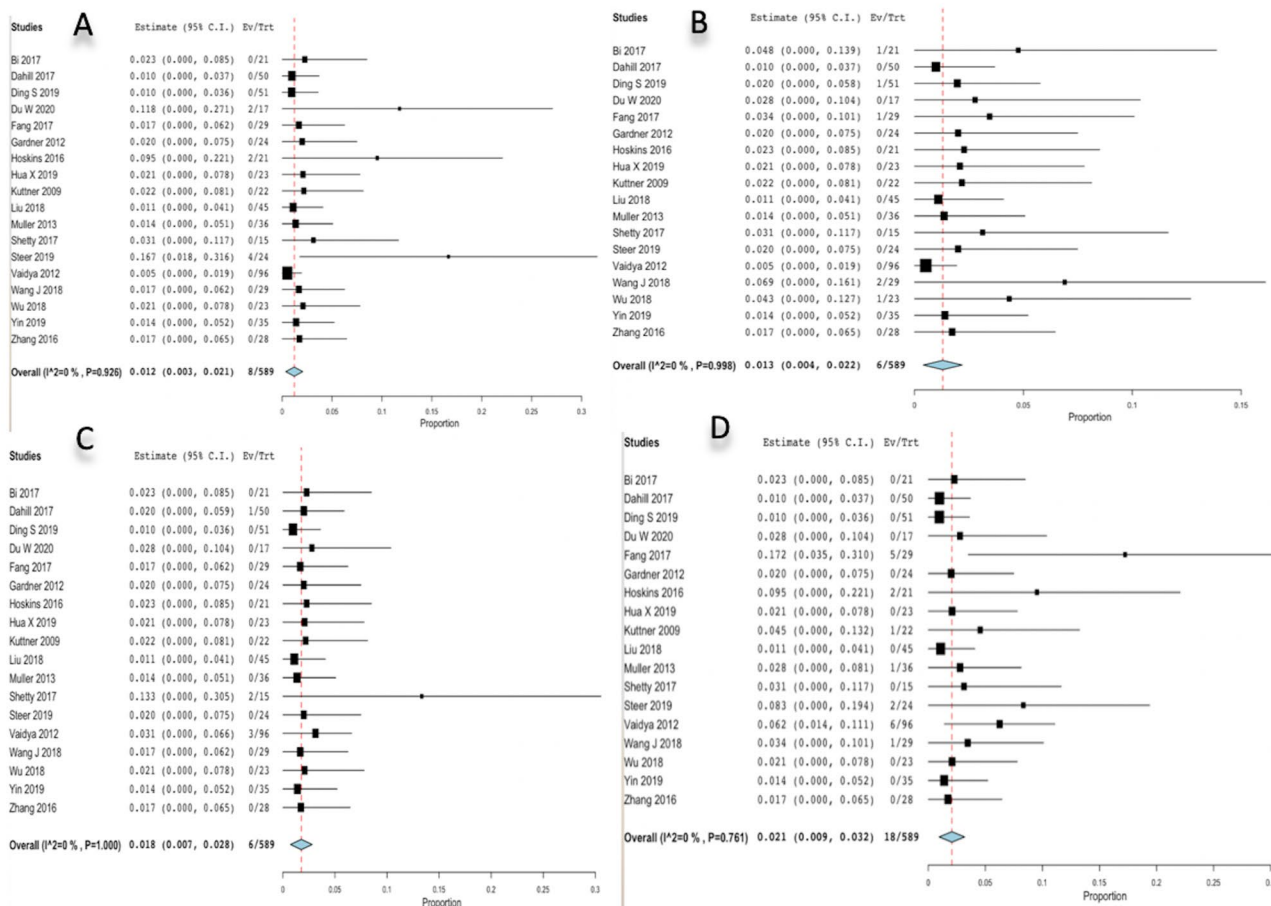 A
Studies Estimate (95% C.I.) Ev/Trt
Bi 2017 0.023 (0.000, 0.085) 0/21
Dahill 2017 0.010 (0.000, 0.037) 0/50
Ding S 2019 0.010 (0.000, 0.036) 0/51
Du W 2020 0.118 (0.000, 0.271) 2/17
Fang 2017 0.017 (0.000, 0.062) 0/29
Gardner 2012 0.020 (0.000, 0.075) 0/24
Hoskins 2016 0.095 (0.000, 0.221) 2/21
Hua X 2019 0.021 (0.000, 0.078) 0/23
Kuttner 2009 0.022 (0.000, 0.081) 0/22
Liu 2018 0.011 (0.000, 0.041) 0/45
Muller 2013 0.014 (0.000, 0.051) 0/36
Shetty 2017 0.031 (0.000, 0.117) 0/15
Steer 2019 0.167 (0.018, 0.316) 4/24
Vaidya 2012 0.005 (0.000, 0.019) 0/96
Wang J 2018 0.017 (0.000, 0.062) 0/29
Wu 2018 0.021 (0.000, 0.078) 0/23
Yin 2019 0.014 (0.000, 0.052) 0/35
Zhang 2016 0.017 (0.000, 0.065) 0/28
Overall (I^2=0 % , P=0.926) 0.012 (0.003, 0.021) 8/589
0 0.05 0.1 0.15 0.2 0.25 0.3
Proportion
B
Studies Estimate (95% C.I.) Ev/Trt
Bi 2017 0.048 (0.000, 0.139) 1/21
Dahill 2017 0.010 (0.000, 0.037) 0/50
Ding S 2019 0.020 (0.000, 0.058) 1/51
Du W 2020 0.028 (0.000, 0.104) 0/17
Fang 2017 0.034 (0.000, 0.101) 1/29
Gardner 2012 0.020 (0.000, 0.075) 0/24
Hoskins 2016 0.023 (0.000, 0.085) 0/21
Hua X 2019 0.021 (0.000, 0.078) 0/23
Kuttner 2009 0.022 (0.000, 0.081) 0/22
Liu 2018 0.011 (0.000, 0.041) 0/45
Muller 2013 0.014 (0.000, 0.051) 0/36
Shetty 2017 0.031 (0.000, 0.117) 0/15
Steer 2019 0.020 (0.000, 0.075) 0/24
Vaidya 2012 0.005 (0.000, 0.019) 0/96
Wang J 2018 0.069 (0.000, 0.161) 2/29
Wu 2018 0.043 (0.000, 0.127) 1/23
Yin 2019 0.014 (0.000, 0.052) 0/35
Zhang 2016 0.017 (0.000, 0.065) 0/28
Overall (I^2=0 % , P=0.998) 0.013 (0.004, 0.022) 6/589
0 0.05 0.1 0.15
Proportion
C
Studies Estimate (95% C.I.) Ev/Trt
Bi 2017 0.023 (0.000, 0.085) 0/21
Dahill 2017 0.020 (0.000, 0.059) 1/50
Ding S 2019 0.010 (0.000, 0.036) 0/51
Du W 2020 0.028 (0.000, 0.104) 0/17
Fang 2017 0.017 (0.000, 0.062) 0/29
Gardner 2012 0.020 (0.000, 0.075) 0/24
Hoskins 2016 0.023 (0.000, 0.085) 0/21
Hua X 2019 0.021 (0.000, 0.078) 0/23
Kuttner 2009 0.022 (0.000, 0.081) 0/22
Liu 2018 0.011 (0.000, 0.041) 0/45
Muller 2013 0.014 (0.000, 0.051) 0/36
Shetty 2017 0.133 (0.000, 0.305) 2/15
Steer 2019 0.020 (0.000, 0.075) 0/24
Vaidya 2012 0.031 (0.000, 0.066) 3/96
Wang J 2018 0.017 (0.000, 0.062) 0/29
Wu 2018 0.021 (0.000, 0.078) 0/23
Yin 2019 0.014 (0.000, 0.052) 0/35
Zhang 2016 0.017 (0.000, 0.065) 0/28
Overall (I^2=0 % , P=1.000) 0.018 (0.007, 0.028) 6/589
0 0.05 0.1 0.15 0.2 0.25 0.3
Proportion
D
Studies Estimate (95% C.I.) Ev/Trt
Bi 2017 0.023 (0.000, 0.085) 0/21
Dahill 2017 0.010 (0.000, 0.037) 0/50
Ding S 2019 0.010 (0.000, 0.036) 0/51
Du W 2020 0.028 (0.000, 0.104) 0/17
Fang 2017 0.172 (0.035, 0.310) 5/29
Gardner 2012 0.020 (0.000, 0.075) 0/24
Hoskins 2016 0.095 (0.000, 0.221) 2/21
Hua X 2019 0.021 (0.000, 0.078) 0/23
Kuttner 2009 0.045 (0.000, 0.132) 1/22
Liu 2018 0.011 (0.000, 0.041) 0/45
Muller 2013 0.028 (0.000, 0.081) 1/36
Shetty 2017 0.031 (0.000, 0.117) 0/15
Steer 2019 0.083 (0.000, 0.194) 2/24
Vaidya 2012 0.062 (0.014, 0.111) 6/96
Wang J 2018 0.034 (0.000, 0.101) 1/29
Wu 2018 0.021 (0.000, 0.078) 0/23
Yin 2019 0.014 (0.000, 0.052) 0/35
Zhang 2016 0.017 (0.000, 0.065) 0/28
Overall (I^2=0 % , P=0.761) 0.021 (0.009, 0.032) 18/589
0 0.05 0.1 0.15 0.2 0.25 0.3
Proportion